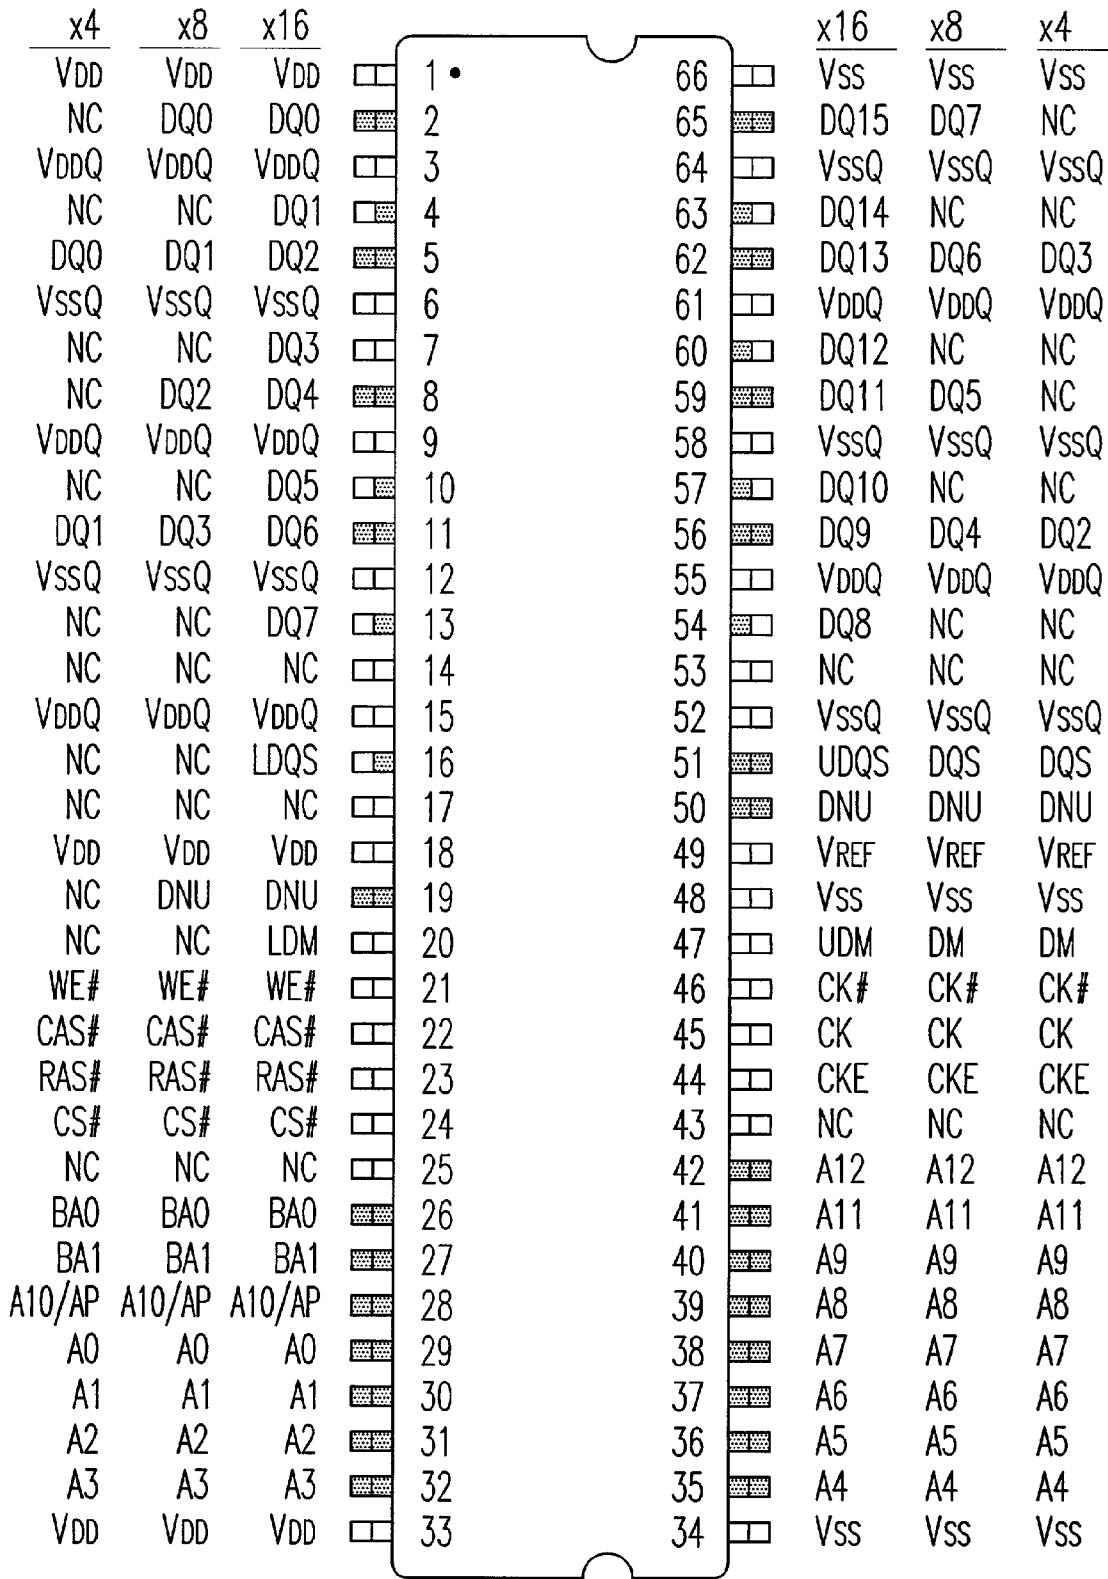 x4 x8 x16 x16 x8 x4
VDD VDD VDD 1 66 VSS VSS VSS
NC DQ0 DQ0 2 65 DQ15 DQ7 NC
VDDQ VDDQ VDDQ 3 64 VSSQ VSSQ VSSQ
NC NC DQ1 4 63 DQ14 NC NC
DQ0 DQ1 DQ2 5 62 DQ13 DQ6 DQ3
VSSQ VSSQ VSSQ 6 61 VDDQ VDDQ VDDQ
NC NC DQ3 7 60 DQ12 NC NC
NC DQ2 DQ4 8 59 DQ11 DQ5 NC
VDDQ VDDQ VDDQ 9 58 VSSQ VSSQ VSSQ
NC NC DQ5 10 57 DQ10 NC NC
DQ1 DQ3 DQ6 11 56 DQ9 DQ4 DQ2
VSSQ VSSQ VSSQ 12 55 VDDQ VDDQ VDDQ
NC NC DQ7 13 54 DQ8 NC NC
NC NC NC 14 53 NC NC NC
VDDQ VDDQ VDDQ 15 52 VSSQ VSSQ VSSQ
NC NC LDQS 16 51 UDQS DQS DQS
NC NC NC 17 50 DNU DNU DNU
VDD VDD VDD 18 49 VREF VREF VREF
NC DNU DNU 19 48 VSS VSS VSS
NC NC LDM 20 47 UDM DM DM
WE# WE# WE# 21 46 CK# CK# CK#
CAS# CAS# CAS# 22 45 CK CK CK
RAS# RAS# RAS# 23 44 CKE CKE CKE
CS# CS# CS# 24 43 NC NC NC
NC NC NC 25 42 A12 A12 A12
BA0 BA0 BA0 26 41 A11 A11 A11
BA1 BA1 BA1 27 40 A9 A9 A9
A10/AP A10/AP A10/AP 28 39 A8 A8 A8
A0 A0 A0 29 38 A7 A7 A7
A1 A1 A1 30 37 A6 A6 A6
A2 A2 A2 31 36 A5 A5 A5
A3 A3 A3 32 35 A4 A4 A4
VDD VDD VDD 33 34 VSS VSS VSS